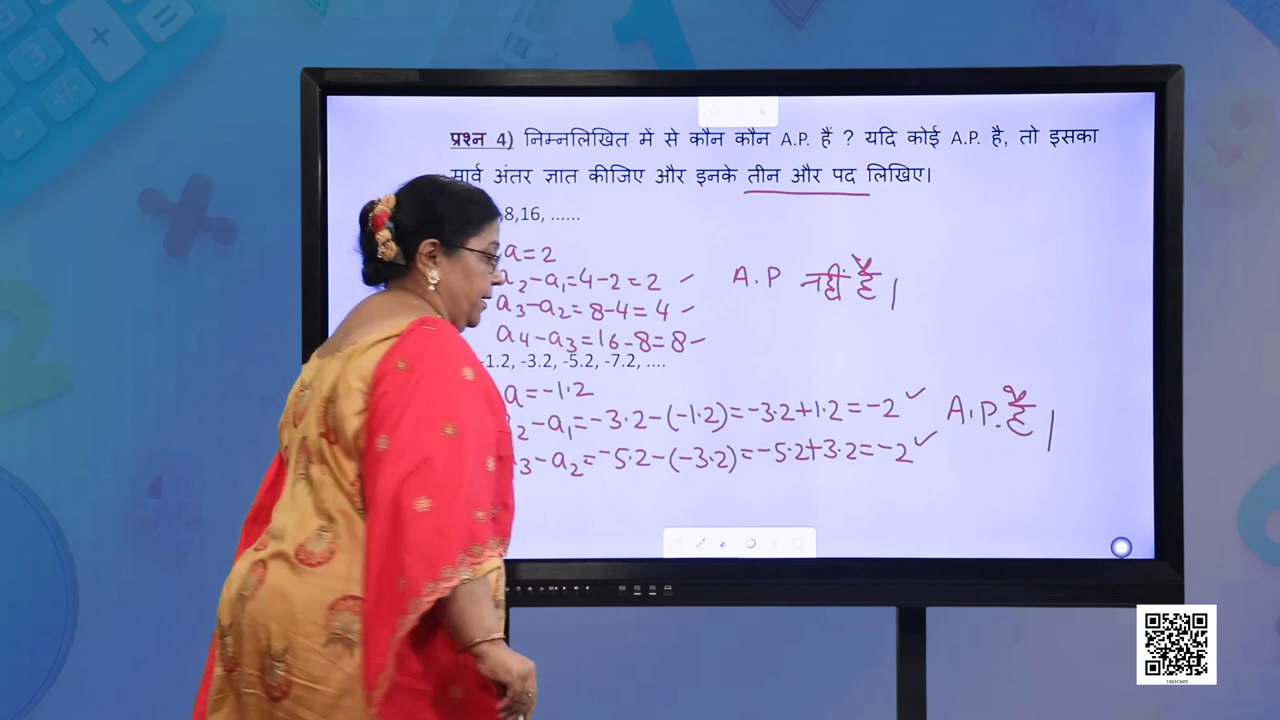 प्रश्न 4) निम्नलिखित में से कौन कौन A.P. हैं ? यदि कोई A.P. है, तो इसका
अंतर ज्ञात कीजिए और इनके तीन और पद लिखिए।
,8,16, ......
a=2
a₂-a₁=4-2=2
A.P नहीं है।
a₃-a₂=8-4=4
a₄-a₃=16-8=8
-1.2, -3.2, -5.2, -7.2, ....
a=-1.2
₂-a₁=-3.2-(-1.2)=-3.2+1.2=-2 ✓
A.P. है।
₃-a₂=-5.2-(-3.2)=-5.2+3.2=-2 ✓
1063CH05